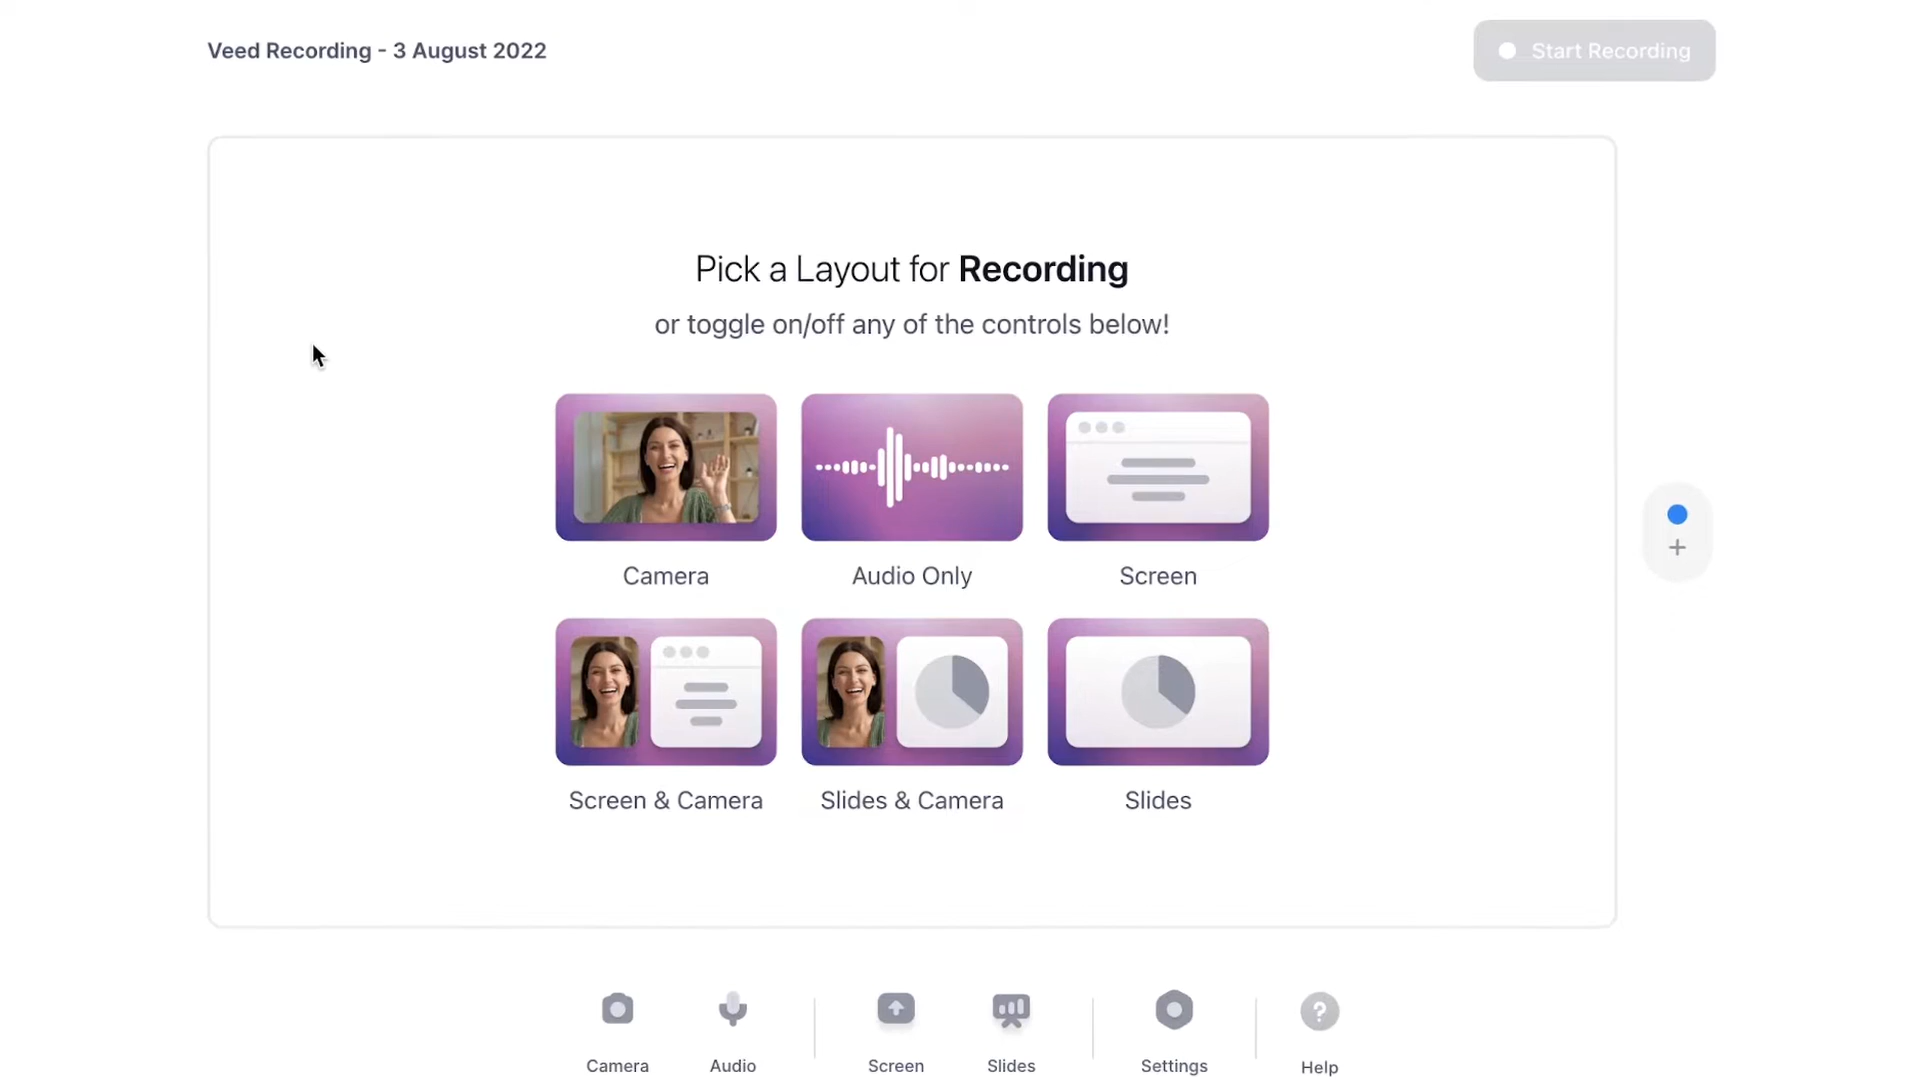 Veed Recording - 3 August 2022
Start Recording
Pick a Layout for Recording
or toggle on/off any of the controls below!
Camera
Audio Only
Screen
Screen & Camera
Slides & Camera
Slides
Camera
Audio
Screen
Slides
Settings
Help